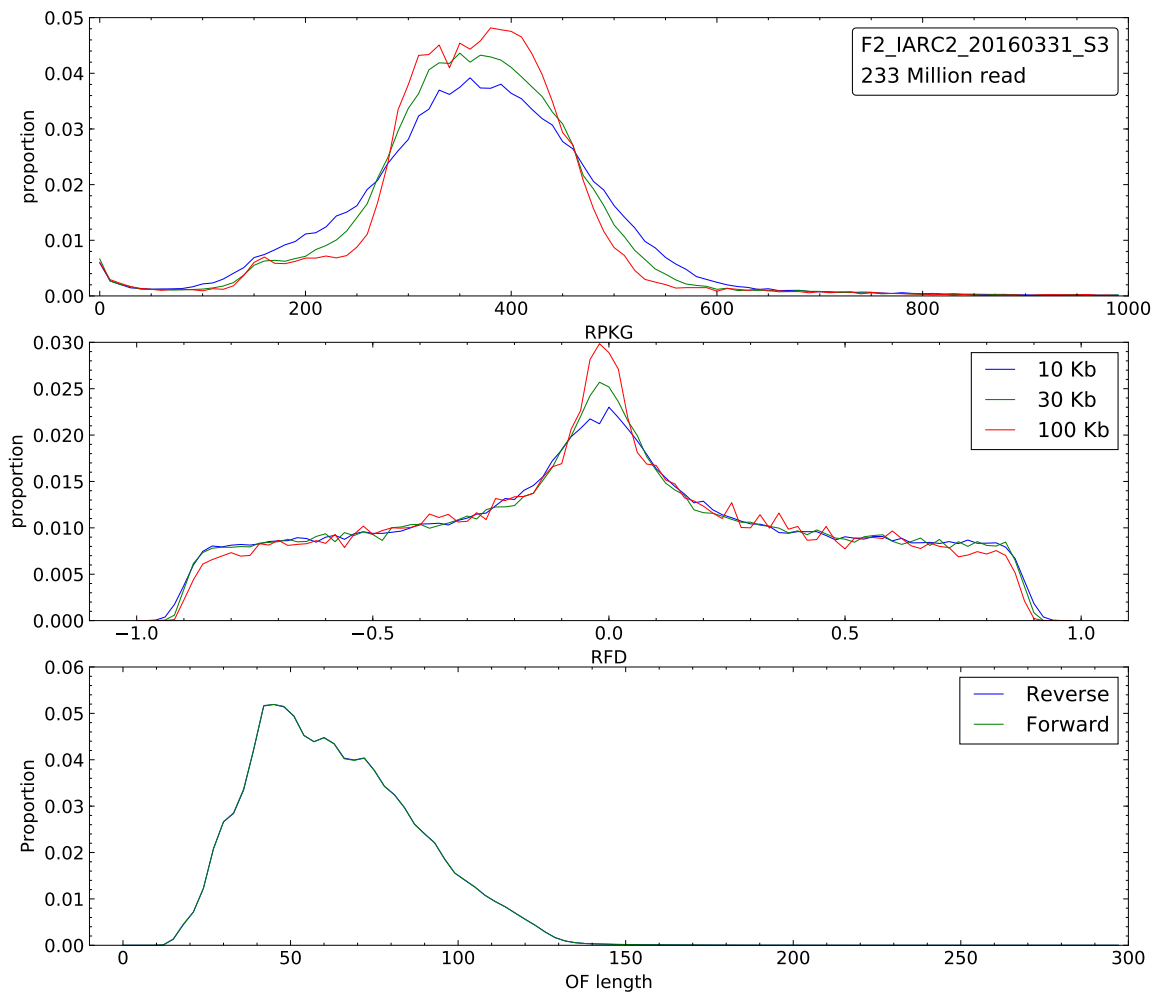 0.05
0.04
0.03
0.02
0.01
0.00
proportion
F2_IARC2_20160331_S3
233 Million read
0 200 400 600 800 1000
RPKG
0.030
0.025
0.020
0.015
0.010
0.005
0.000
proportion
10 Kb
30 Kb
100 Kb
−1.0 −0.5 0.0 0.5 1.0
RFD
0.06
0.05
0.04
0.03
0.02
0.01
0.00
Proportion
Reverse
Forward
0 50 100 150 200 250 300
OF length